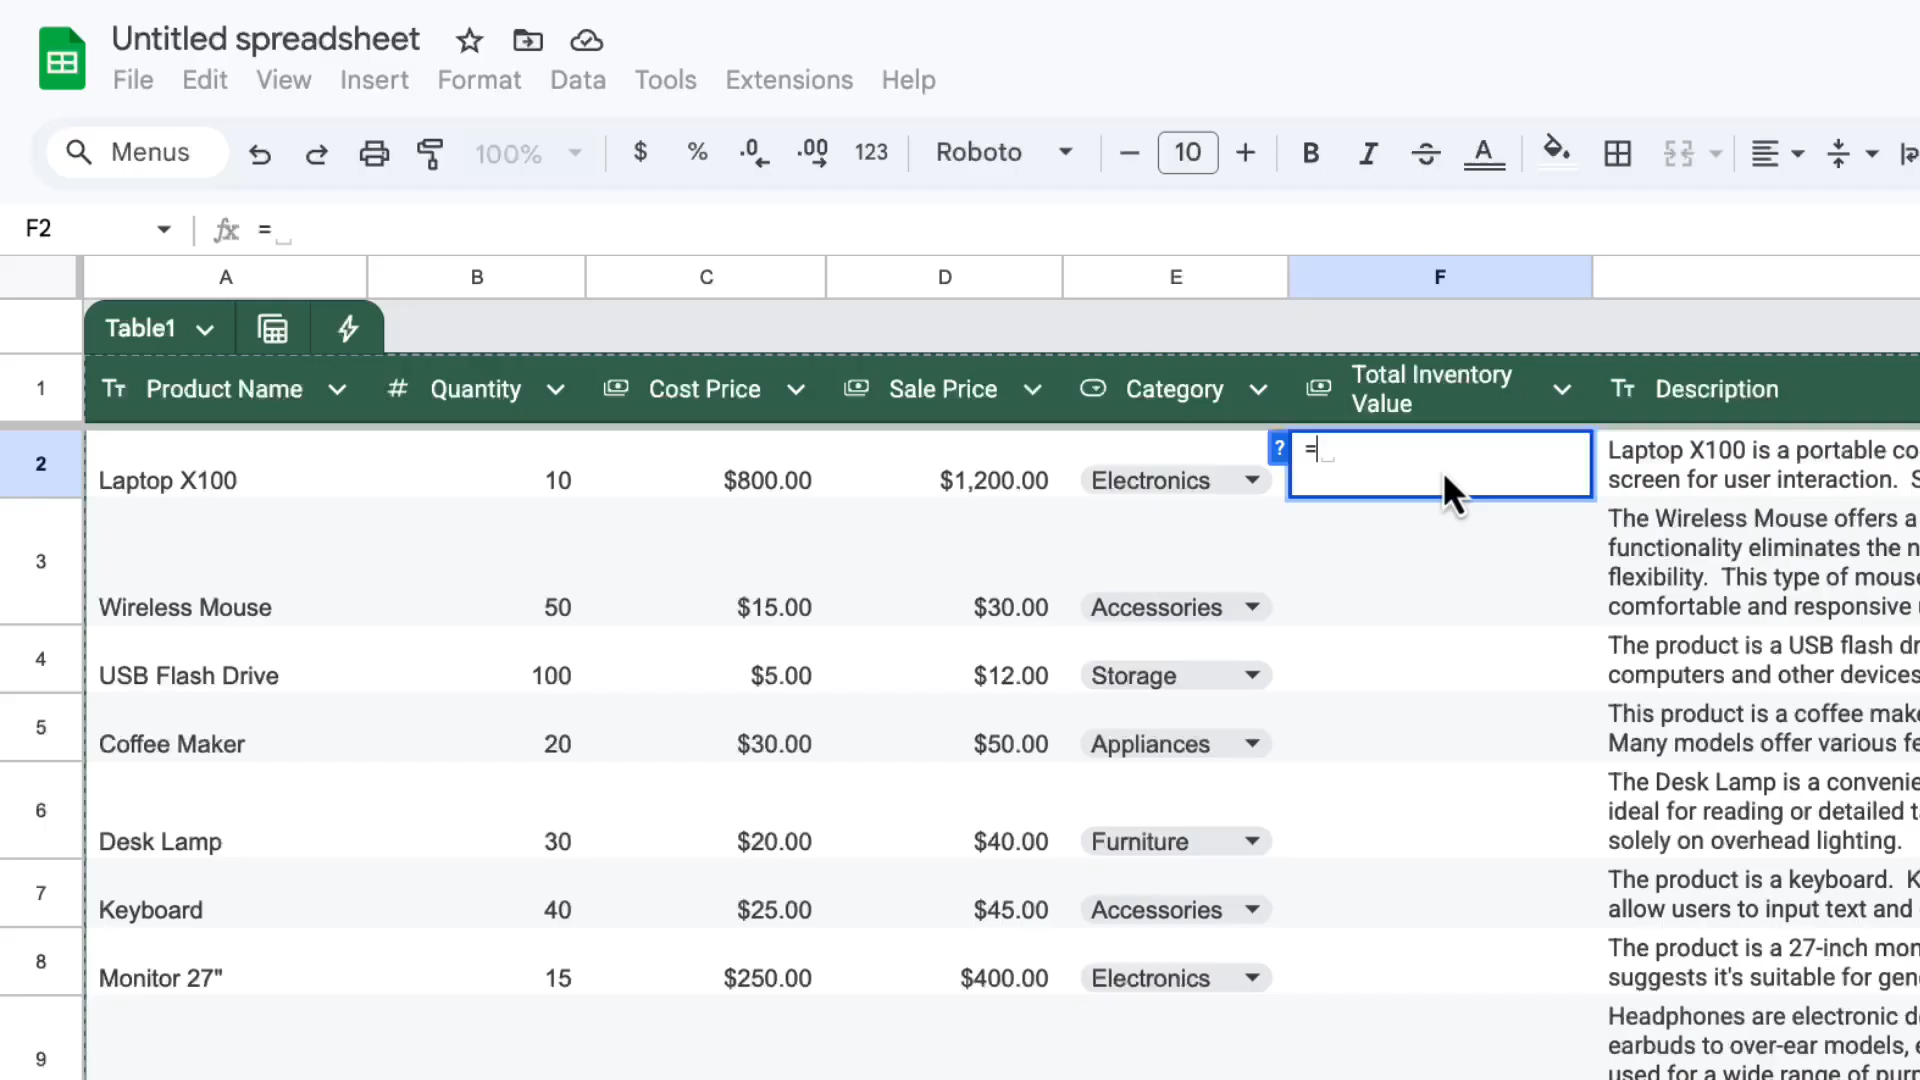 Untitled spreadsheet
File Edit View Insert Format Data Tools Extensions Help
Menus 100% $ % .0 .00 123 Roboto 10 B I A
F2 fx =
A B C D E F
Table1
1 Product Name # Quantity Cost Price Sale Price Category Total Inventory Value Description
2 Laptop X100 10 $800.00 $1,200.00 Electronics ? = Laptop X100 is a portable co
screen for user interaction. S
The Wireless Mouse offers a
functionality eliminates the n
flexibility. This type of mouse
3 Wireless Mouse 50 $15.00 $30.00 Accessories comfortable and responsive
The product is a USB flash dr
4 USB Flash Drive 100 $5.00 $12.00 Storage computers and other devices
This product is a coffee make
5 Coffee Maker 20 $30.00 $50.00 Appliances Many models offer various fe
The Desk Lamp is a convenie
ideal for reading or detailed t
6 Desk Lamp 30 $20.00 $40.00 Furniture solely on overhead lighting.
The product is a keyboard. K
7 Keyboard 40 $25.00 $45.00 Accessories allow users to input text and
The product is a 27-inch mon
8 Monitor 27" 15 $250.00 $400.00 Electronics suggests it's suitable for gen
Headphones are electronic d
9 earbuds to over-ear models, e
used for a wide range of purp